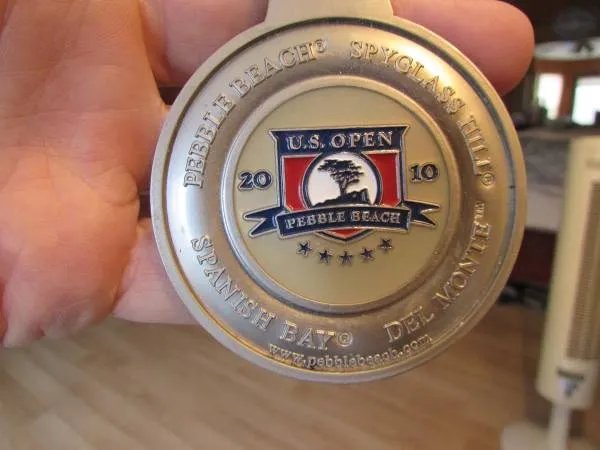 PEBBLE BEACH® SPYGLASS HILL®
U.S. OPEN
20 10
PEBBLE BEACH
SPANISH BAY® DEL MONTE™
www.pebblebeach.com